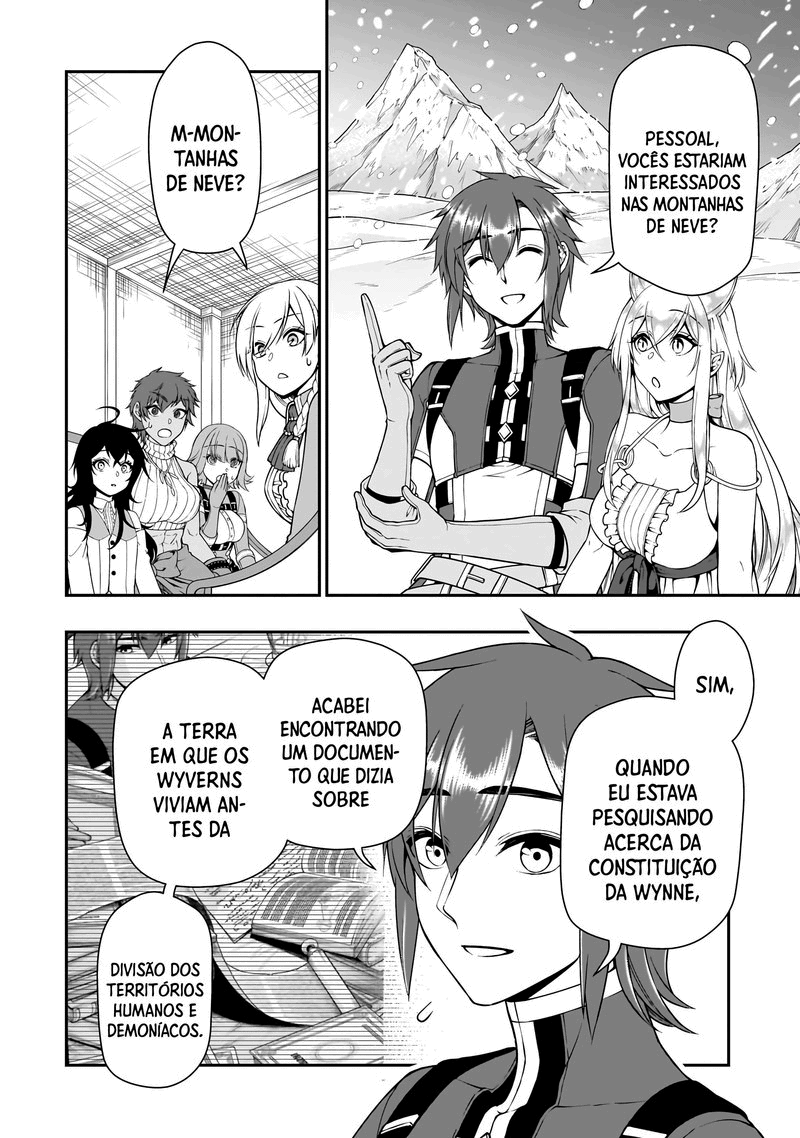 PESSOAL,
VOCÊS ESTARIAM
INTERESSADOS
NAS MONTANHAS
DE NEVE?
M-MON-
TANHAS
DE NEVE?
SIM,
QUANDO
EU ESTAVA
PESQUISANDO
ACERCA DA
CONSTITUIÇÃO
DA WYNNE,
ACABEI
ENCONTRANDO
UM DOCUMEN-
TO QUE DIZIA
SOBRE
A TERRA
EM QUE OS
WYVERNS
VIVIAM AN-
TES DA
DIVISÃO DOS
TERRITÓRIOS
HUMANOS E
DEMONÍACOS.